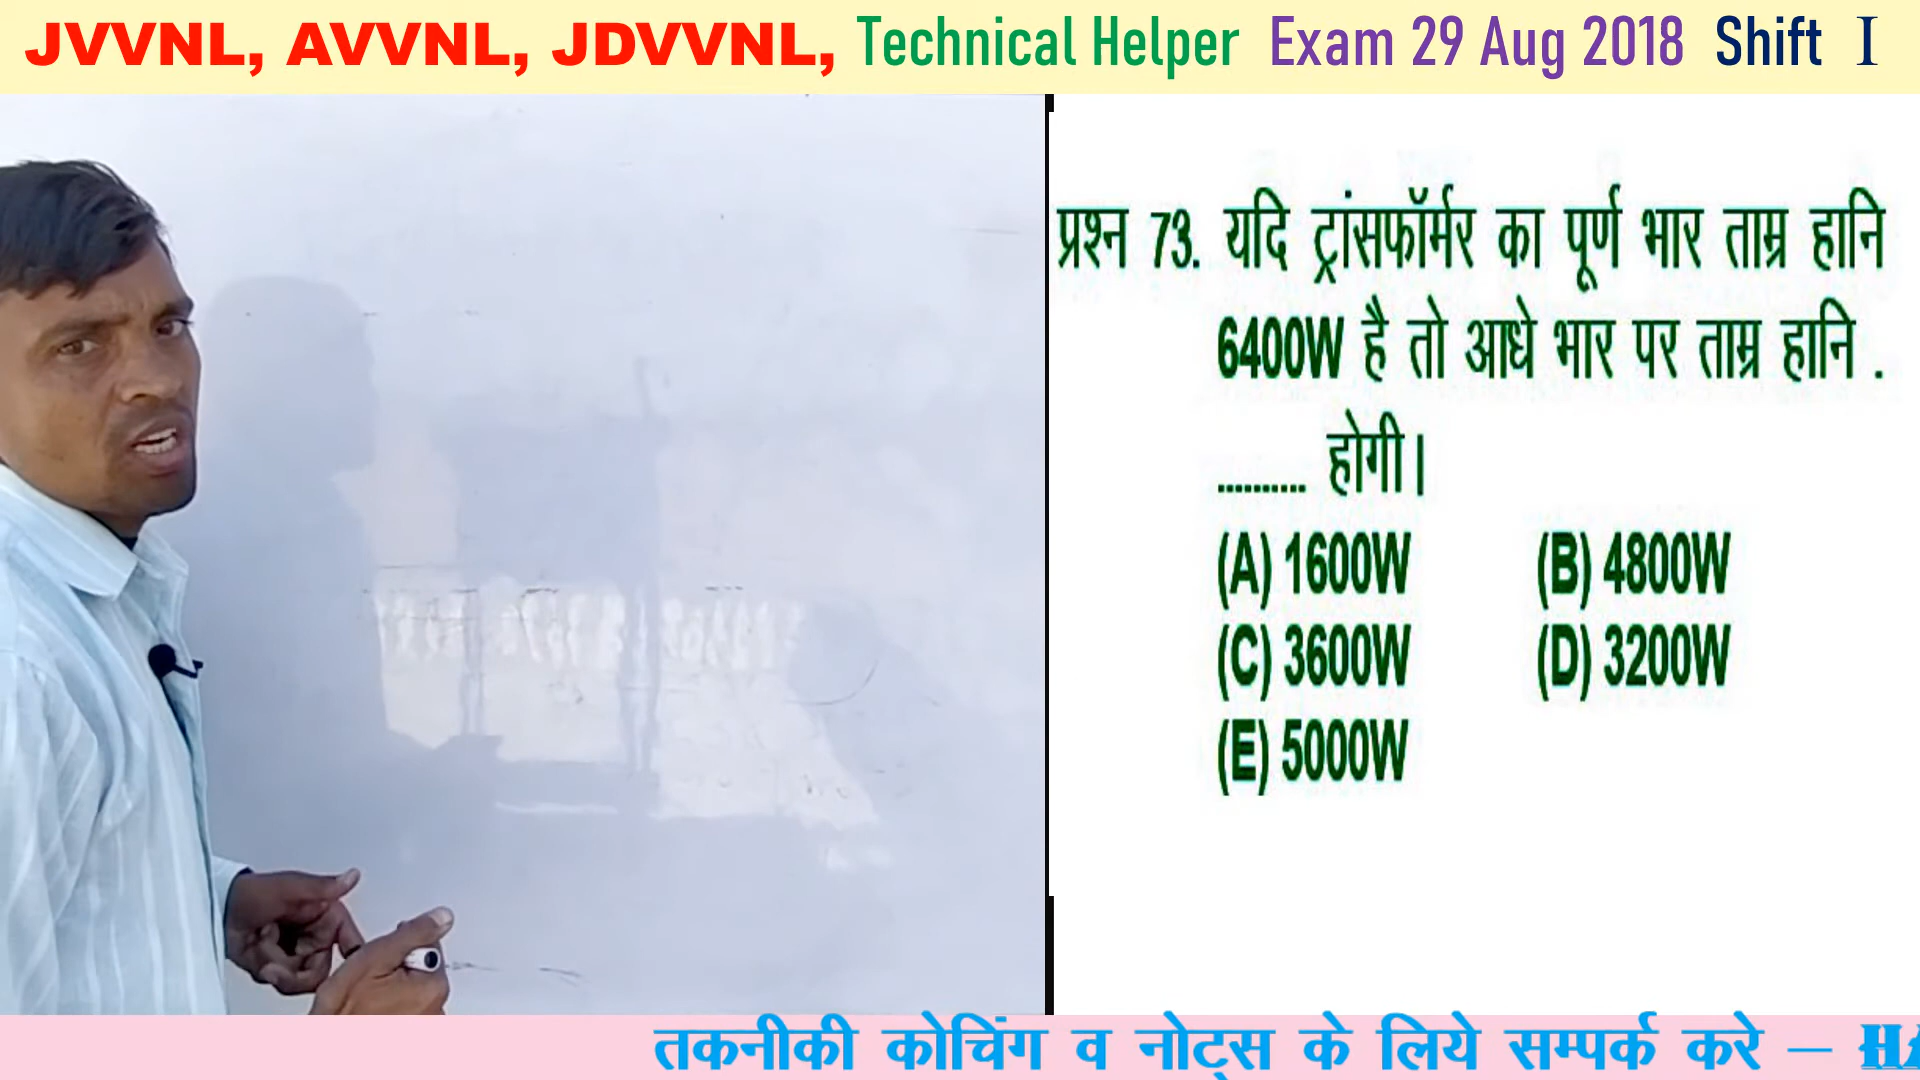 JVVNL, AVVNL, JDVVNL, Technical Helper Exam 29 Aug 2018 Shift I
प्रश्न 73. यदि ट्रांसफॉर्मर का पूर्ण भार ताम्र हानि
6400W है तो आधे भार पर ताम्र हानि .
.......... होगी।
(A) 1600W (B) 4800W
(C) 3600W (D) 3200W
(E) 5000W
तकनीकी कोचिंग व नोट्स के लिये सम्पर्क करे –